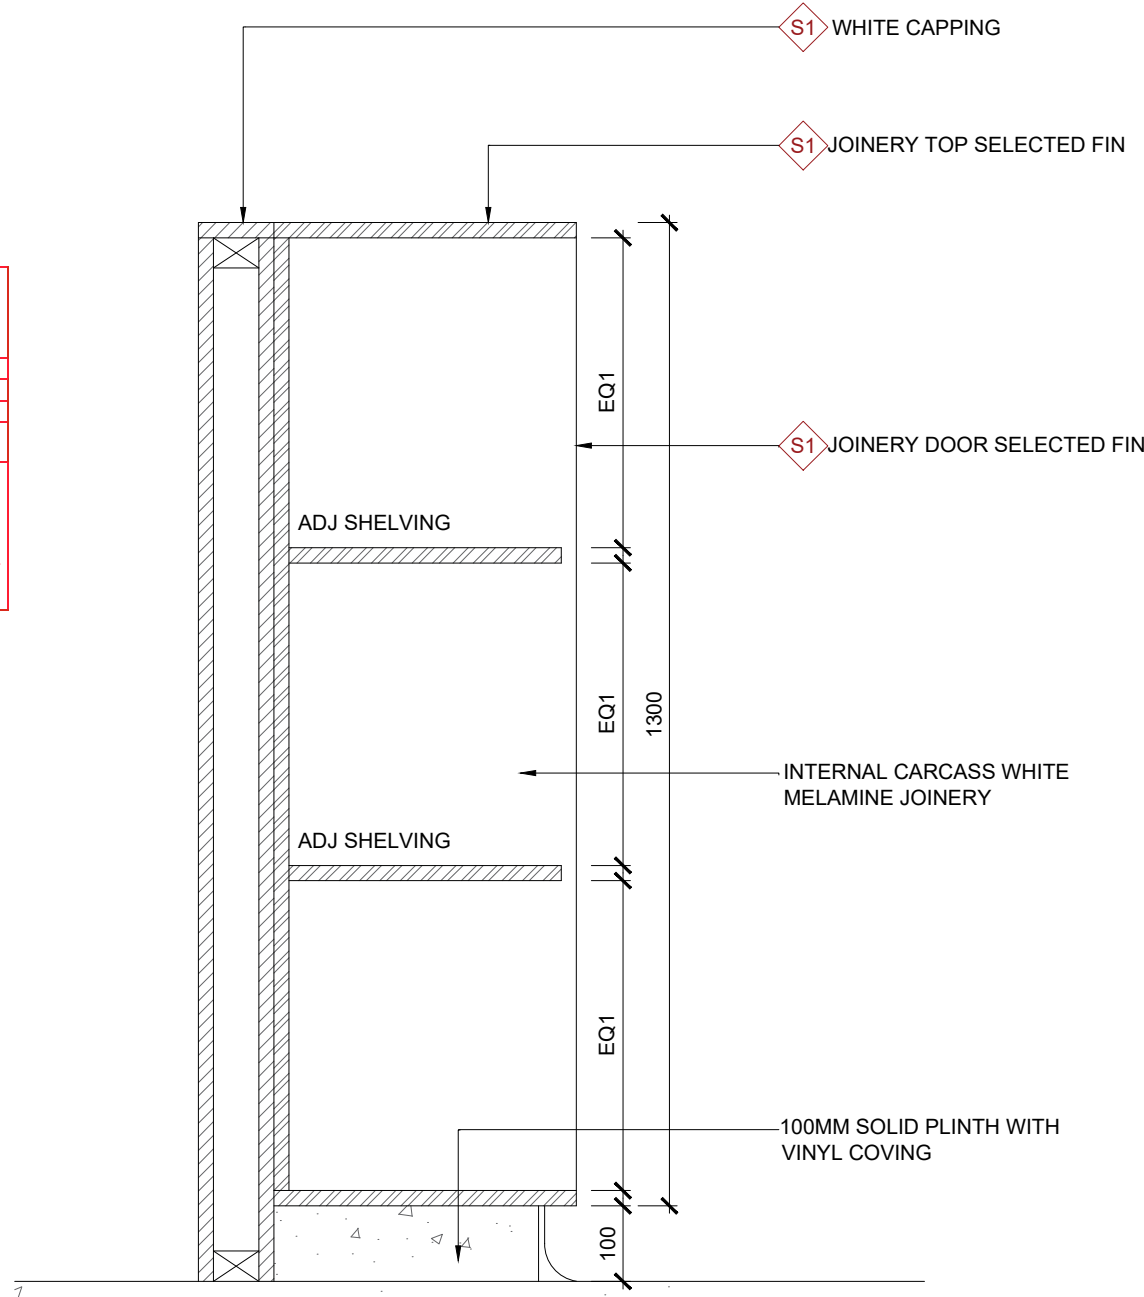 S1 WHITE CAPPING
S1 JOINERY TOP SELECTED FIN
EQ1
S1 JOINERY DOOR SELECTED FIN
ADJ SHELVING
EQ1
1300
INTERNAL CARCASS WHITE
MELAMINE JOINERY
ADJ SHELVING
EQ1
100MM SOLID PLINTH WITH
VINYL COVING
100